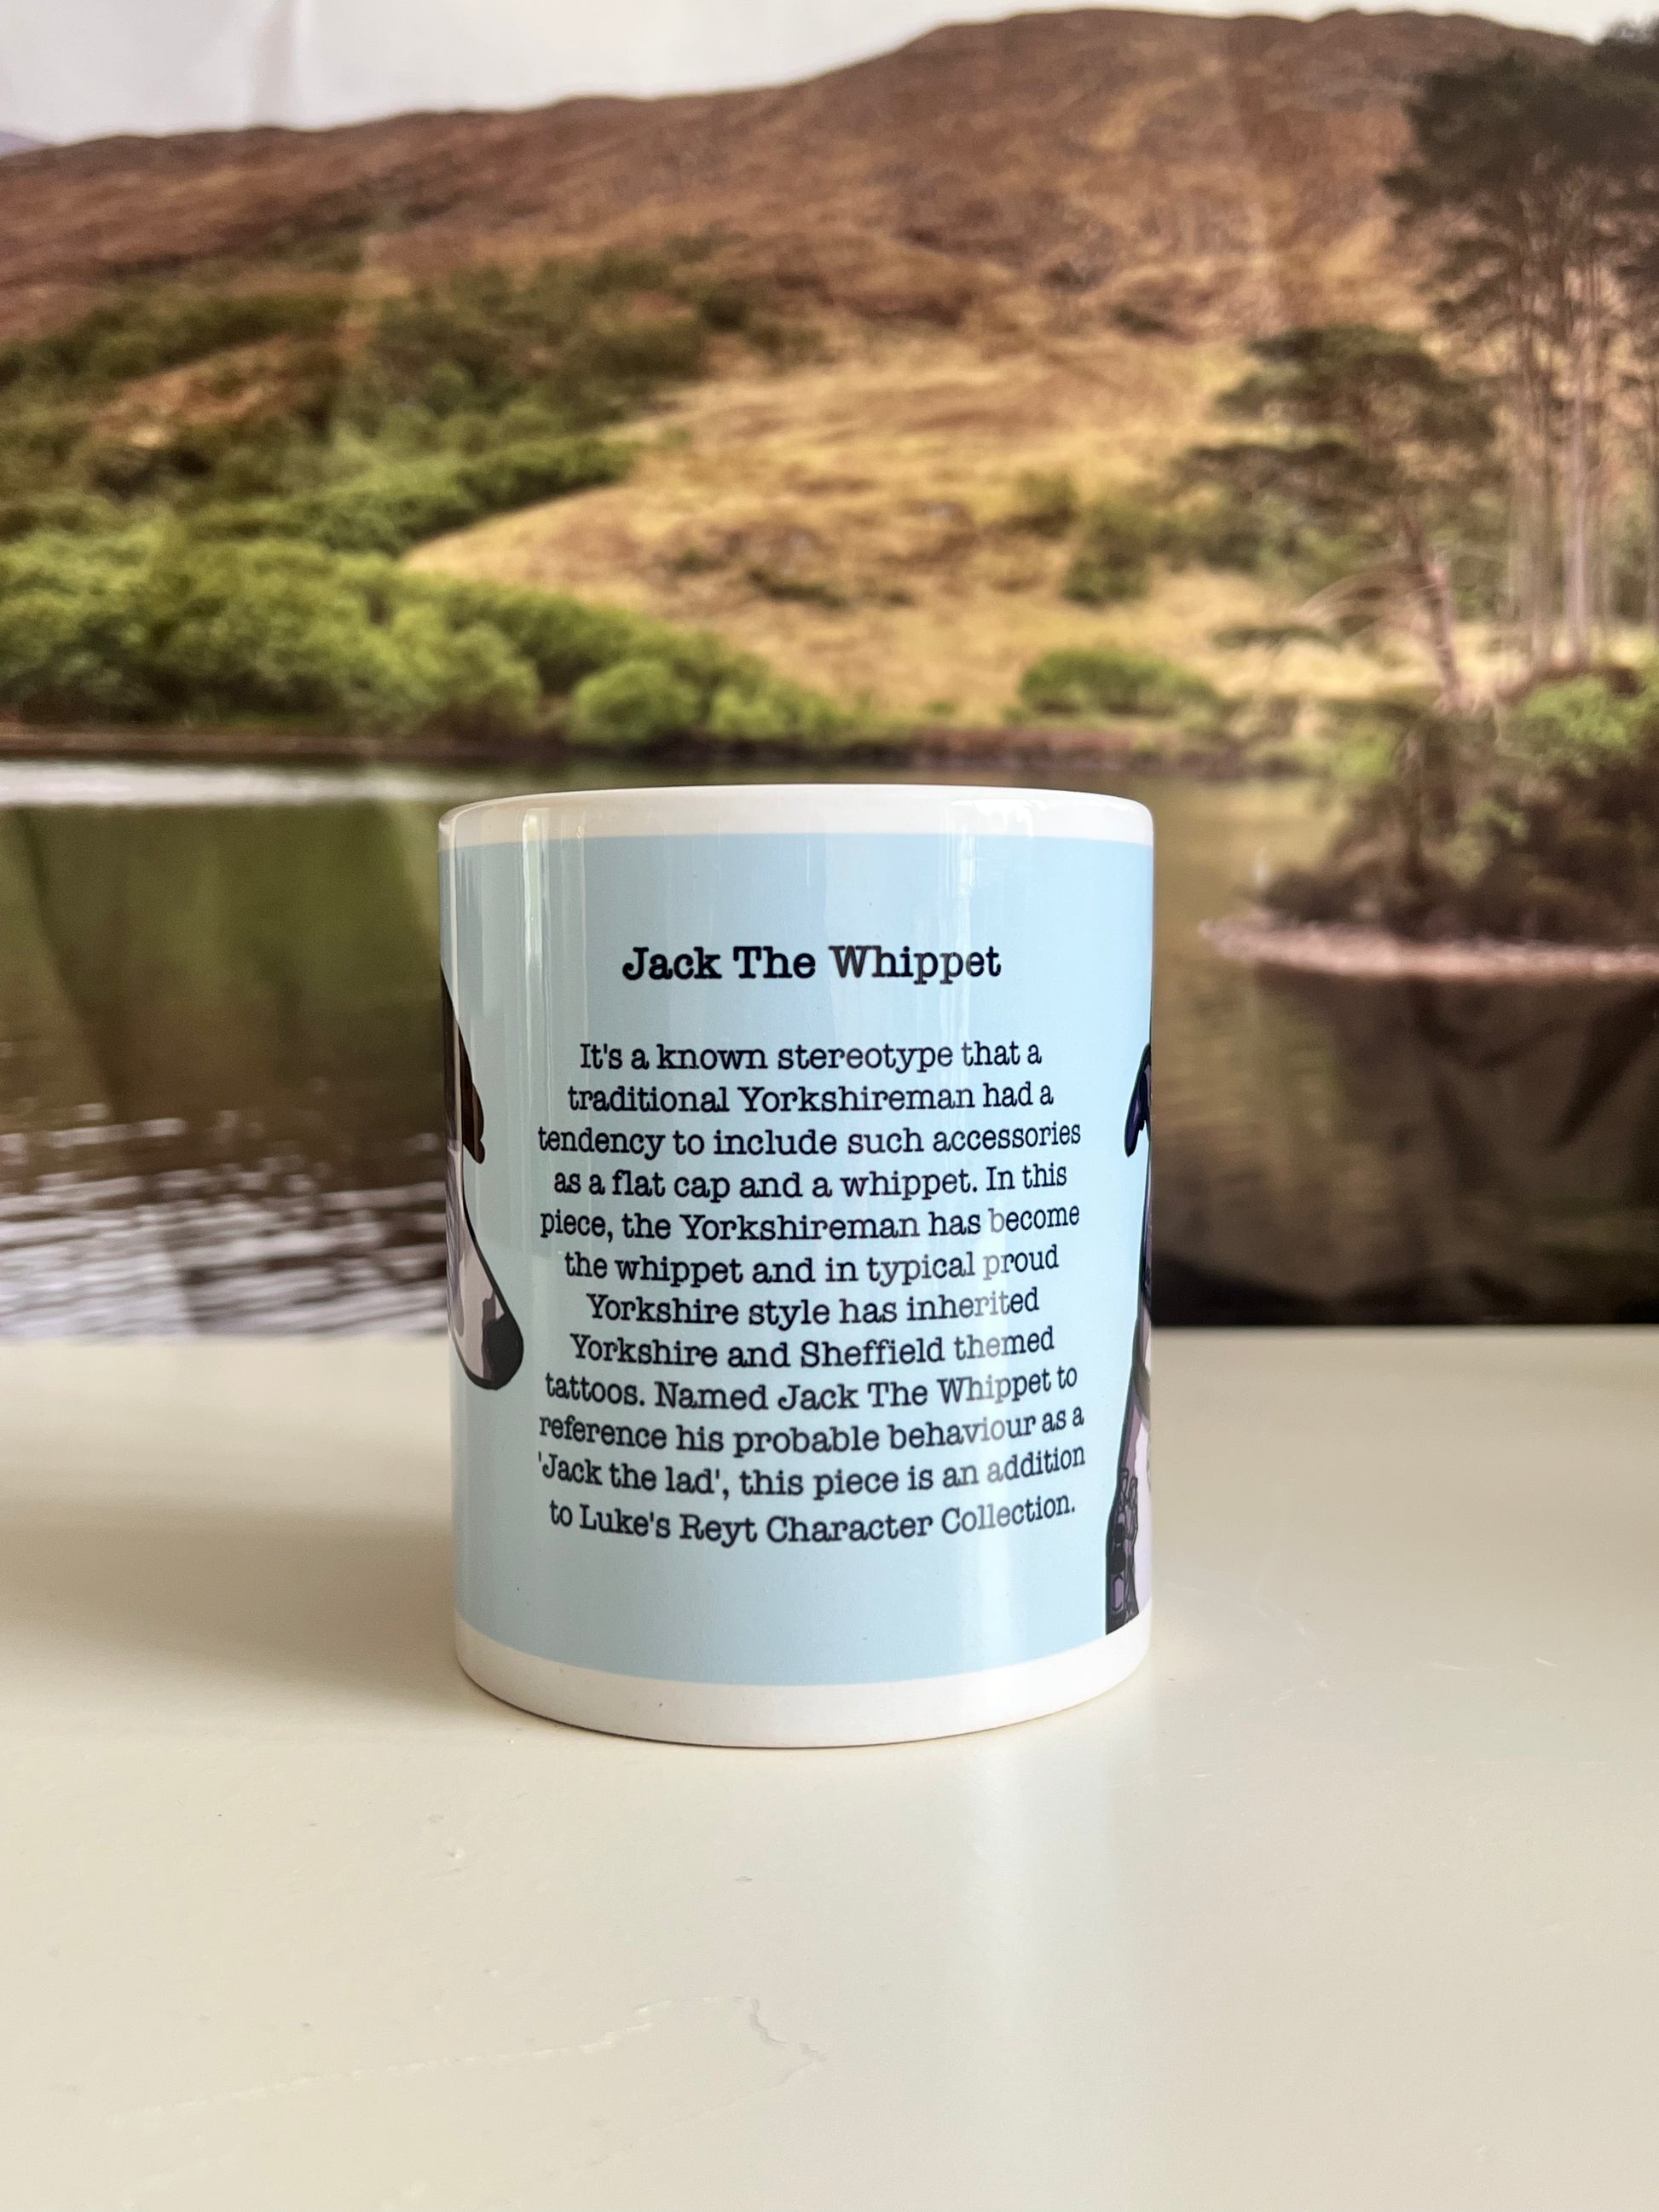 Jack The Whippet
It's a known stereotype that a
traditional Yorkshireman had a
tendency to include such accessories
as a flat cap and a whippet. In this
piece, the Yorkshireman has become
the whippet and in typical proud
Yorkshire style has inherited
Yorkshire and Sheffield themed
tattoos. Named Jack The Whippet to
reference his probable behaviour as a
'Jack the lad', this piece is an addition
to Luke's Reyt Character Collection.